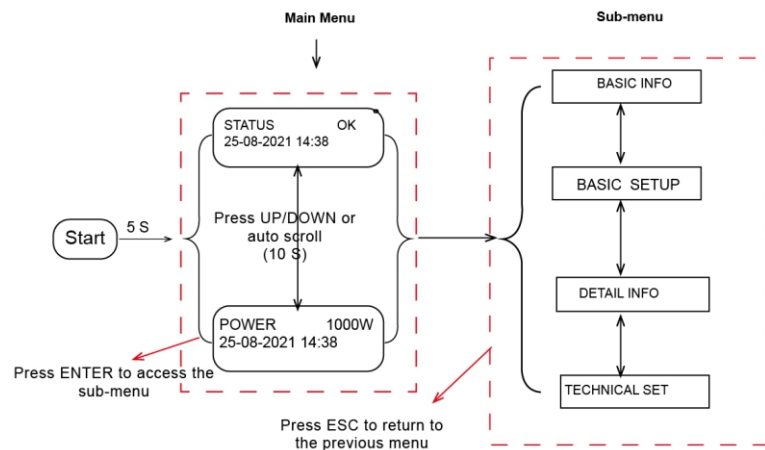 Main Menu
Sub-menu
Start
5 S
STATUS OK
25-08-2021 14:38
Press UP/DOWN or
auto scroll
(10 S)
POWER 1000W
25-08-2021 14:38
Press ENTER to access the
sub-menu
BASIC INFO
BASIC SETUP
DETAIL INFO
TECHNICAL SET
Press ESC to return to
the previous menu